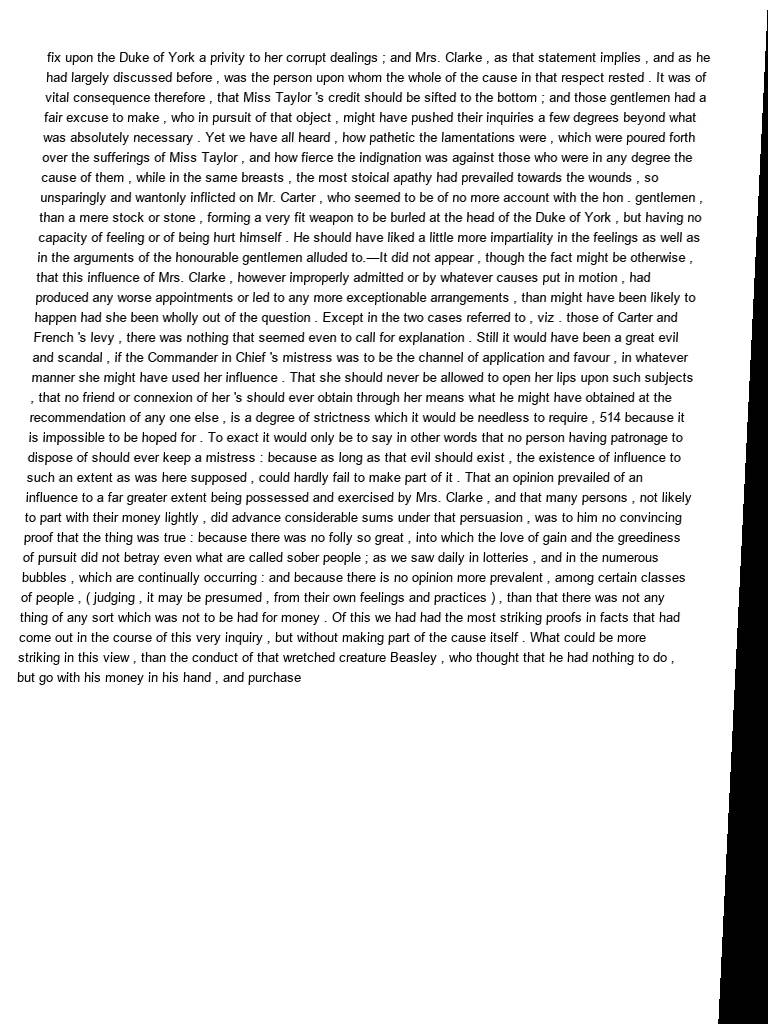 fix upon the Duke of York a privity to her corrupt dealings ; and Mrs. Clarke , as that statement implies , and as he
had largely discussed before , was the person upon whom the whole of the cause in that respect rested . It was of
vital consequence therefore , that Miss Taylor 's credit should be sifted to the bottom ; and those gentlemen had a
fair excuse to make , who in pursuit of that object , might have pushed their inquiries a few degrees beyond what
was absolutely necessary . Yet we have all heard , how pathetic the lamentations were , which were poured forth
over the sufferings of Miss Taylor , and how fierce the indignation was against those who were in any degree the
cause of them , while in the same breasts , the most stoical apathy had prevailed towards the wounds , so
unsparingly and wantonly inflicted on Mr. Carter , who seemed to be of no more account with the hon . gentlemen ,
than a mere stock or stone , forming a very fit weapon to be burled at the head of the Duke of York , but having no
capacity of feeling or of being hurt himself . He should have liked a little more impartiality in the feelings as well as
in the arguments of the honourable gentlemen alluded to.—It did not appear , though the fact might be otherwise ,
that this influence of Mrs. Clarke , however improperly admitted or by whatever causes put in motion , had
produced any worse appointments or led to any more exceptionable arrangements , than might have been likely to
happen had she been wholly out of the question . Except in the two cases referred to , viz . those of Carter and
French 's levy , there was nothing that seemed even to call for explanation . Still it would have been a great evil
and scandal , if the Commander in Chief 's mistress was to be the channel of application and favour , in whatever
manner she might have used her influence . That she should never be allowed to open her lips upon such subjects
, that no friend or connexion of her 's should ever obtain through her means what he might have obtained at the
recommendation of any one else , is a degree of strictness which it would be needless to require , 514 because it
is impossible to be hoped for . To exact it would only be to say in other words that no person having patronage to
dispose of should ever keep a mistress : because as long as that evil should exist , the existence of influence to
such an extent as was here supposed , could hardly fail to make part of it . That an opinion prevailed of an
influence to a far greater extent being possessed and exercised by Mrs. Clarke , and that many persons , not likely
to part with their money lightly , did advance considerable sums under that persuasion , was to him no convincing
proof that the thing was true : because there was no folly so great , into which the love of gain and the greediness
of pursuit did not betray even what are called sober people ; as we saw daily in lotteries , and in the numerous
bubbles , which are continually occurring : and because there is no opinion more prevalent , among certain classes
of people , ( judging , it may be presumed , from their own feelings and practices ) , than that there was not any
thing of any sort which was not to be had for money . Of this we had had the most striking proofs in facts that had
come out in the course of this very inquiry , but without making part of the cause itself . What could be more
striking in this view , than the conduct of that wretched creature Beasley , who thought that he had nothing to do ,
but go with his money in his hand , and purchase